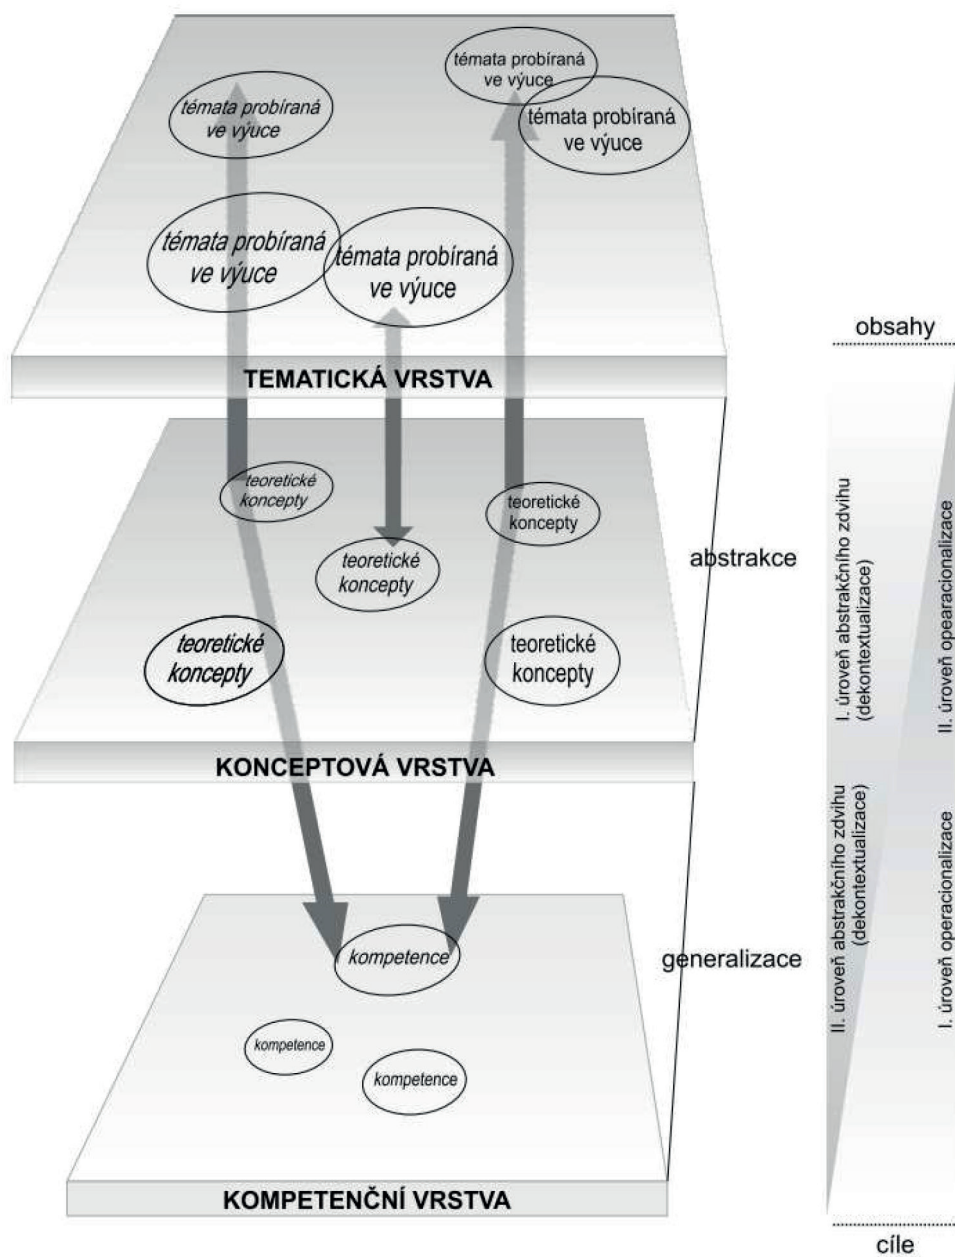 témata probíraná
ve výuce
témata probíraná
ve výuce
témata probíraná
ve výuce
témata probíraná
ve výuce
témata probíraná
ve výuce
TEMATICKÁ VRSTVA
teoretické
koncepty
teoretické
koncepty
teoretické
koncepty
teoretické
koncepty
teoretické
koncepty
KONCEPTOVÁ VRSTVA
kompetence
kompetence
kompetence
KOMPETENČNÍ VRSTVA
abstrakce
generalizace
obsahy
I. úroveň abstrakčního zdvihu
(dekontextualizace)
II. úroveň opearacionalizace
II. úroveň abstrakčního zdvihu
(dekontextualizace)
I. úroveň operacionalizace
cíle